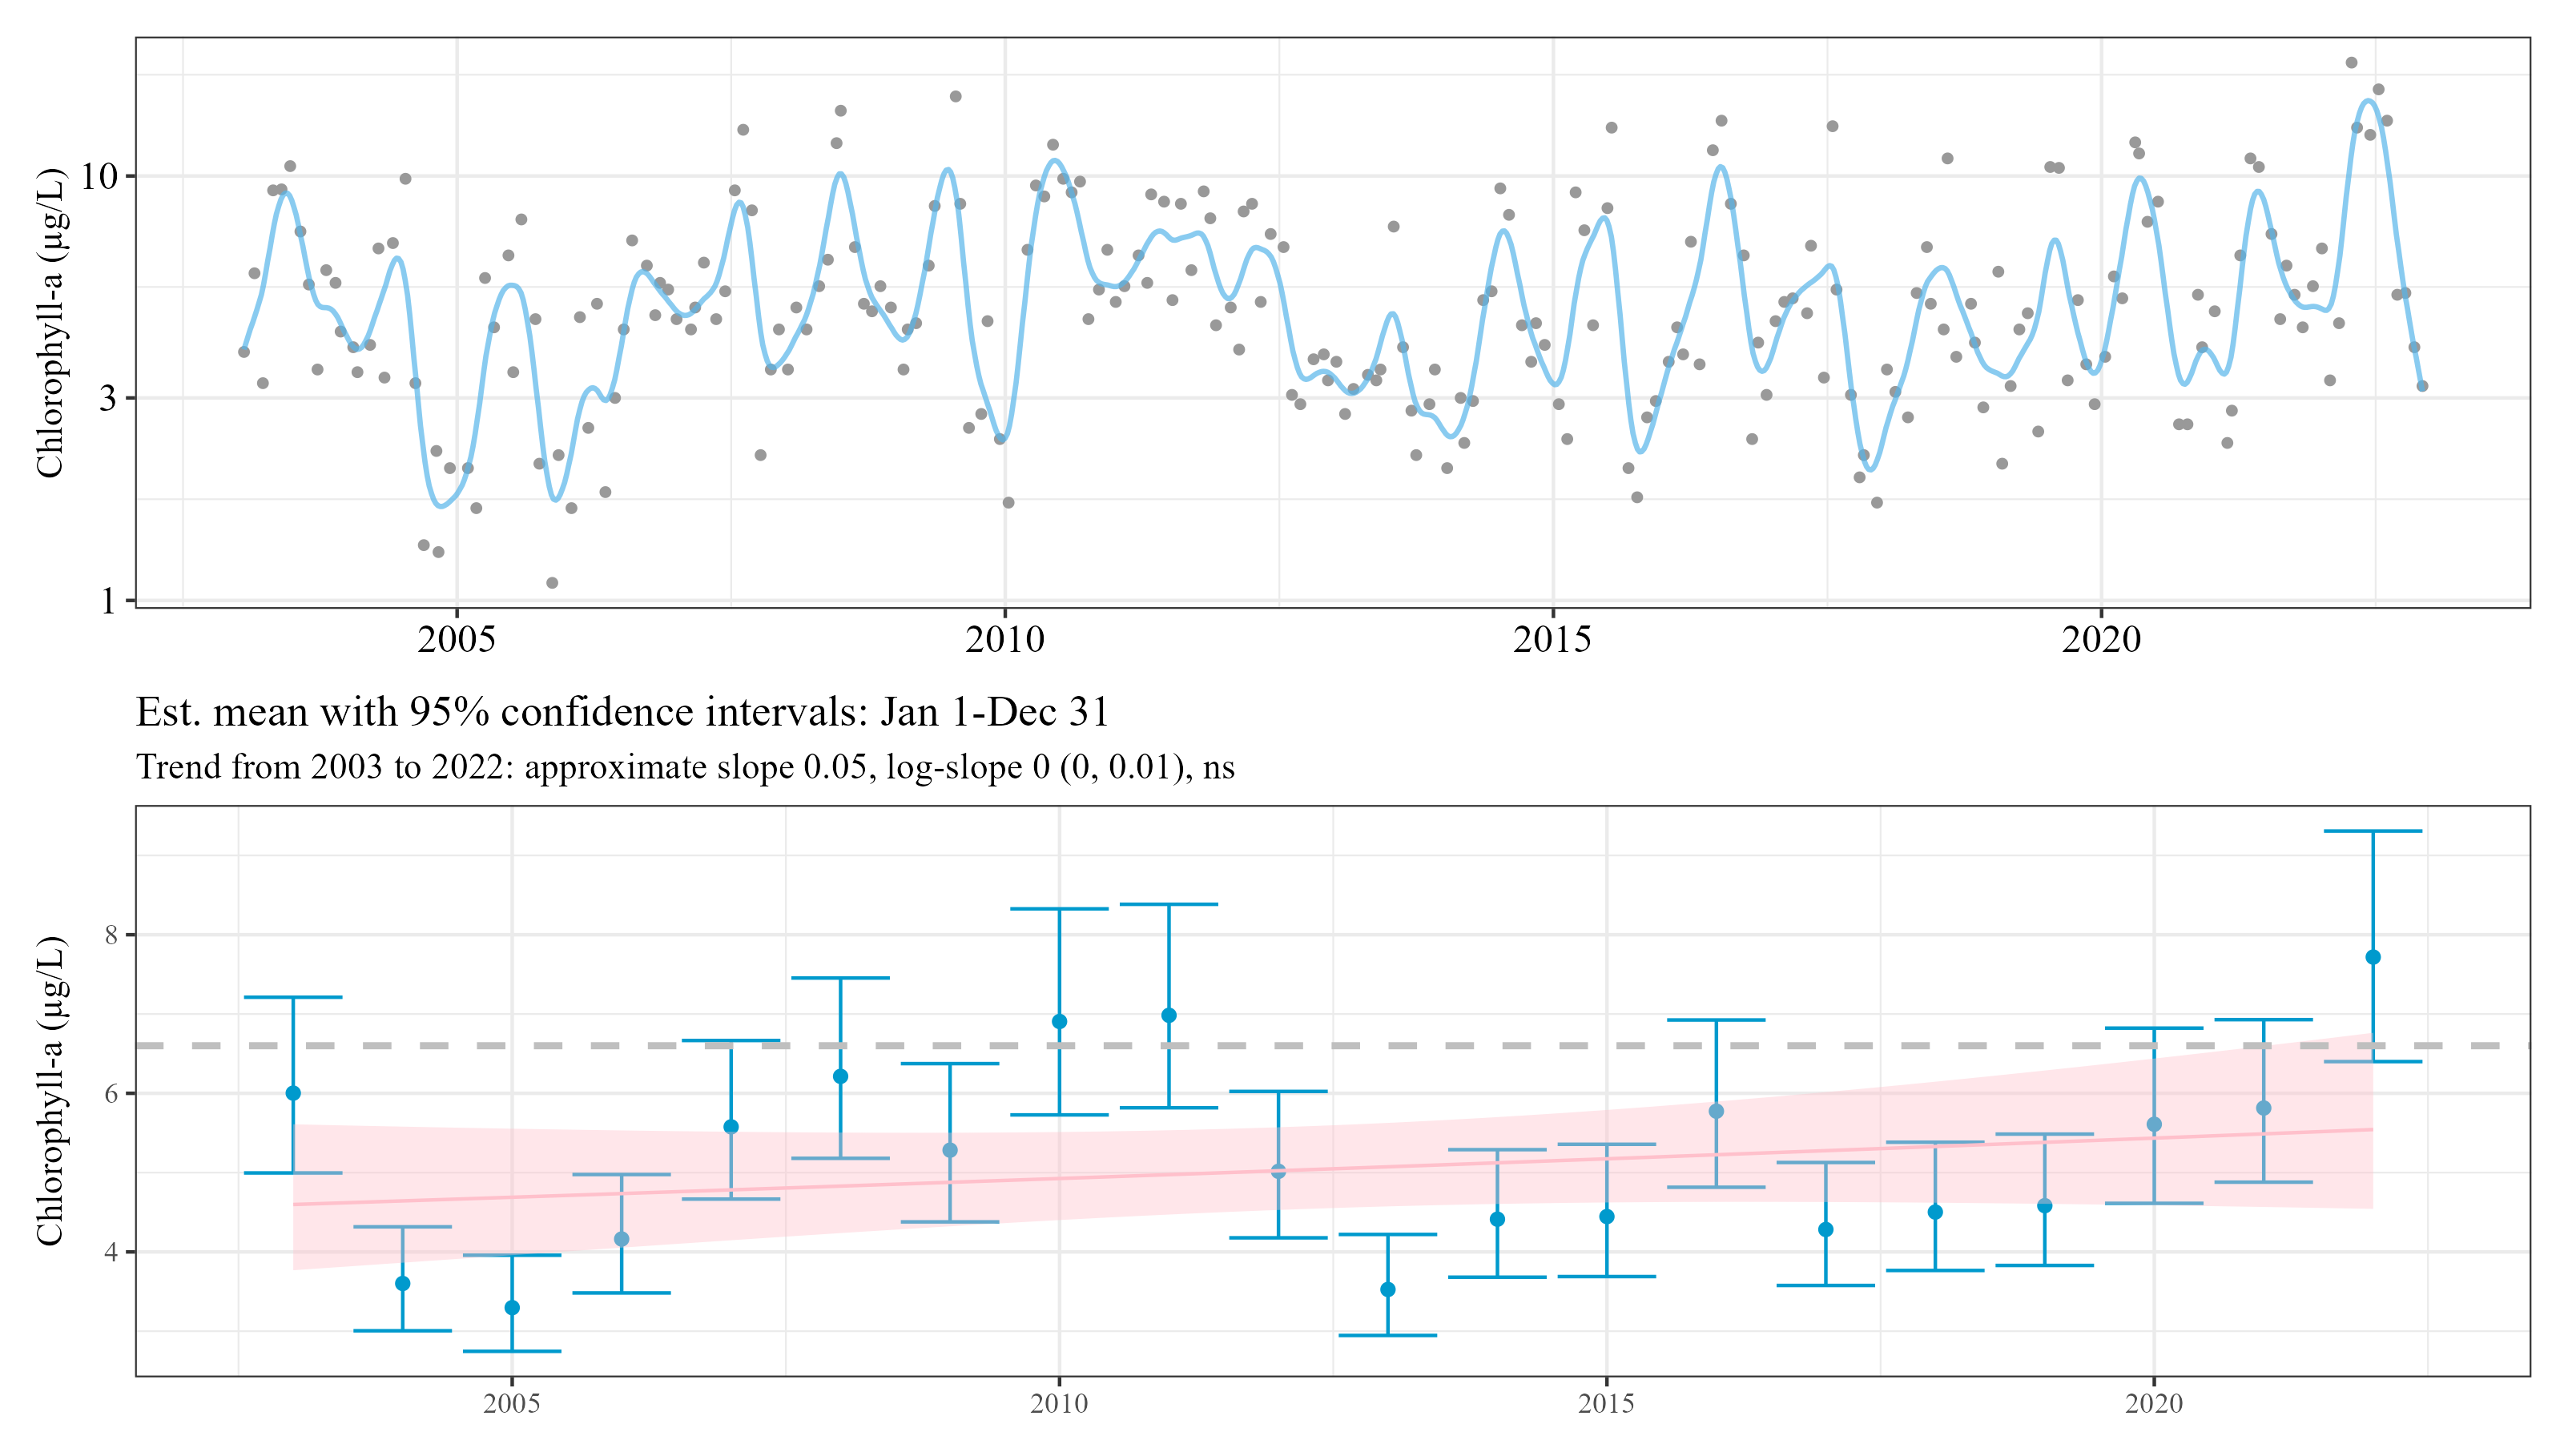 Chlorophyll-a (µg/L)
10
3
1
2005 2010 2015 2020
Est. mean with 95% confidence intervals: Jan 1-Dec 31
Trend from 2003 to 2022: approximate slope 0.05, log-slope 0 (0, 0.01), ns
Chlorophyll-a (µg/L)
8
6
4
2005 2010 2015 2020